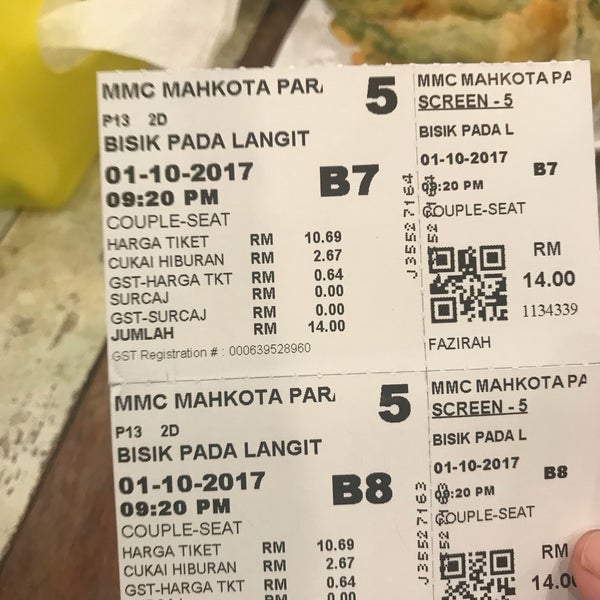 MMC MAHKOTA PAR
5
P13 2D
BISIK PADA LANGIT
01-10-2017
09:20 PM
B7
COUPLE-SEAT
HARGA TIKET RM 10.69
CUKAI HIBURAN RM 2.67
GST-HARGA TKT RM 0.64
SURCAJ RM 0.00
GST-SURCAJ RM 0.00
JUMLAH RM 14.00
GST Registration # : 000639528960
J35527164
MMC MAHKOTA PA
SCREEN - 5
BISIK PADA L
01-10-2017
B7
09:20 PM
COUPLE-SEAT
RM
14.00
1134339
FAZIRAH
MMC MAHKOTA PAR
5
P13 2D
BISIK PADA LANGIT
01-10-2017
09:20 PM
B8
COUPLE-SEAT
HARGA TIKET RM 10.69
CUKAI HIBURAN RM 2.67
GST-HARGA TKT RM 0.64
0.00
J35527163
MMC MAHKOTA PA
SCREEN - 5
BISIK PADA L
01-10-2017
B8
09:20 PM
COUPLE-SEAT
RM
14.00